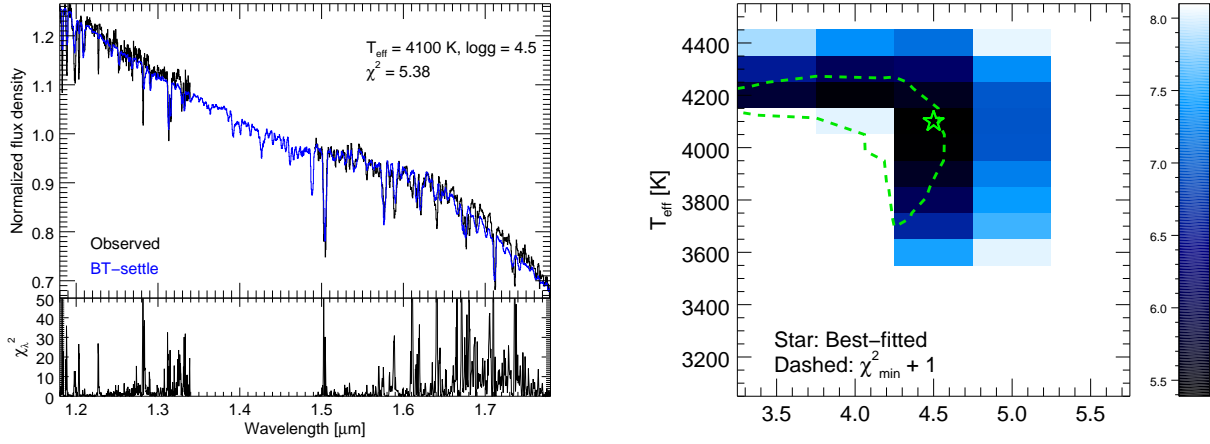 1.2
1.1
1.0
0.9
0.8
0.7
Normalized flux density
T_eff = 4100 K, logg = 4.5
χ² = 5.38
Observed
BT−settle
50
40
30
20
10
0
χ_λ²
1.2 1.3 1.4 1.5 1.6 1.7
Wavelength [μm]
4400
4200
4000
3800
3600
3400
3200
T_eff [K]
Star: Best−fitted
Dashed: χ²_min + 1
3.5 4.0 4.5 5.0 5.5
8.0
7.5
7.0
6.5
6.0
5.5